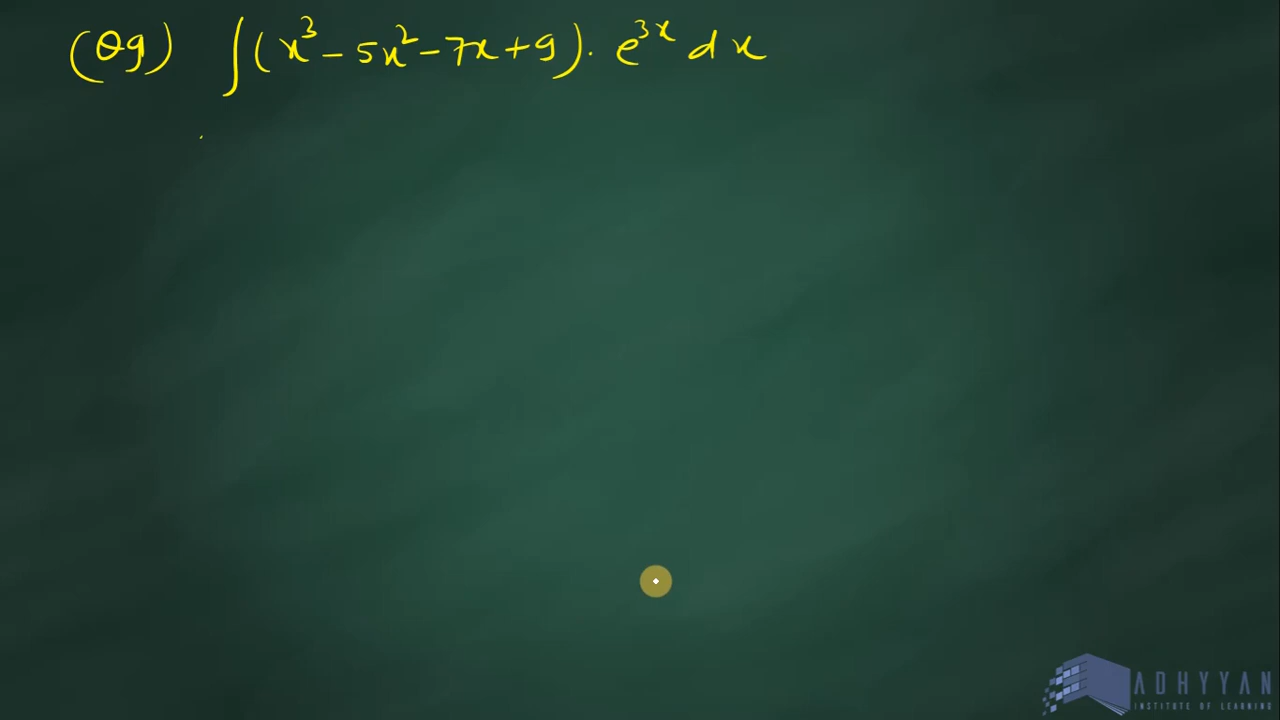 (Q9) ∫(x³ - 5x² - 7x + 9). e³ˣ dx
ADHYYAN
INSTITUTE OF LEARNING